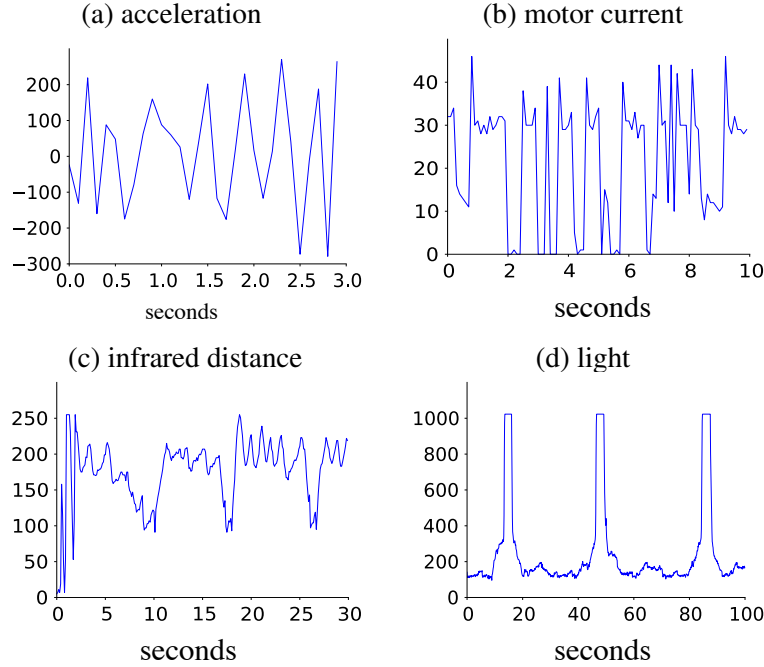 (a) acceleration
200
100
0
−100
−200
−300
0.0 0.5 1.0 1.5 2.0 2.5 3.0
seconds
(b) motor current
40
30
20
10
0
0 2 4 6 8 10
seconds
(c) infrared distance
250
200
150
100
50
0
0 5 10 15 20 25 30
seconds
(d) light
1000
800
600
400
200
0
0 20 40 60 80 100
seconds